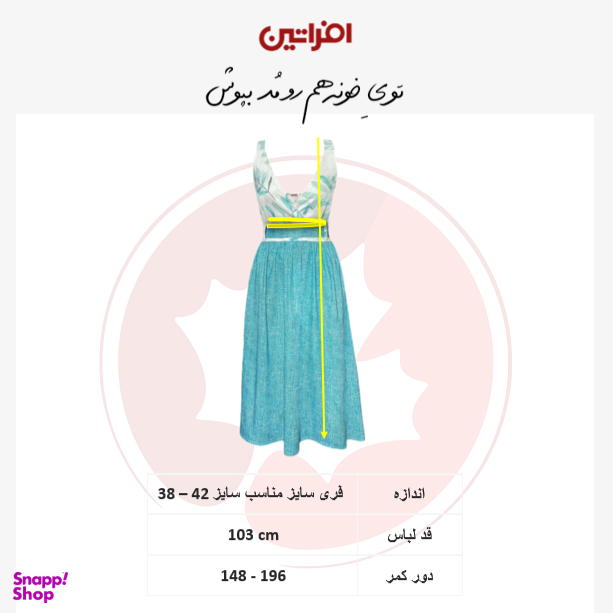 افراتین
توی خونه هم رو مُد بپوش
اندازه فری سایز مناسب سایز 42 – 38
قد لباس 103 cm
دور کمر 148 - 196
Snapp!
Shop